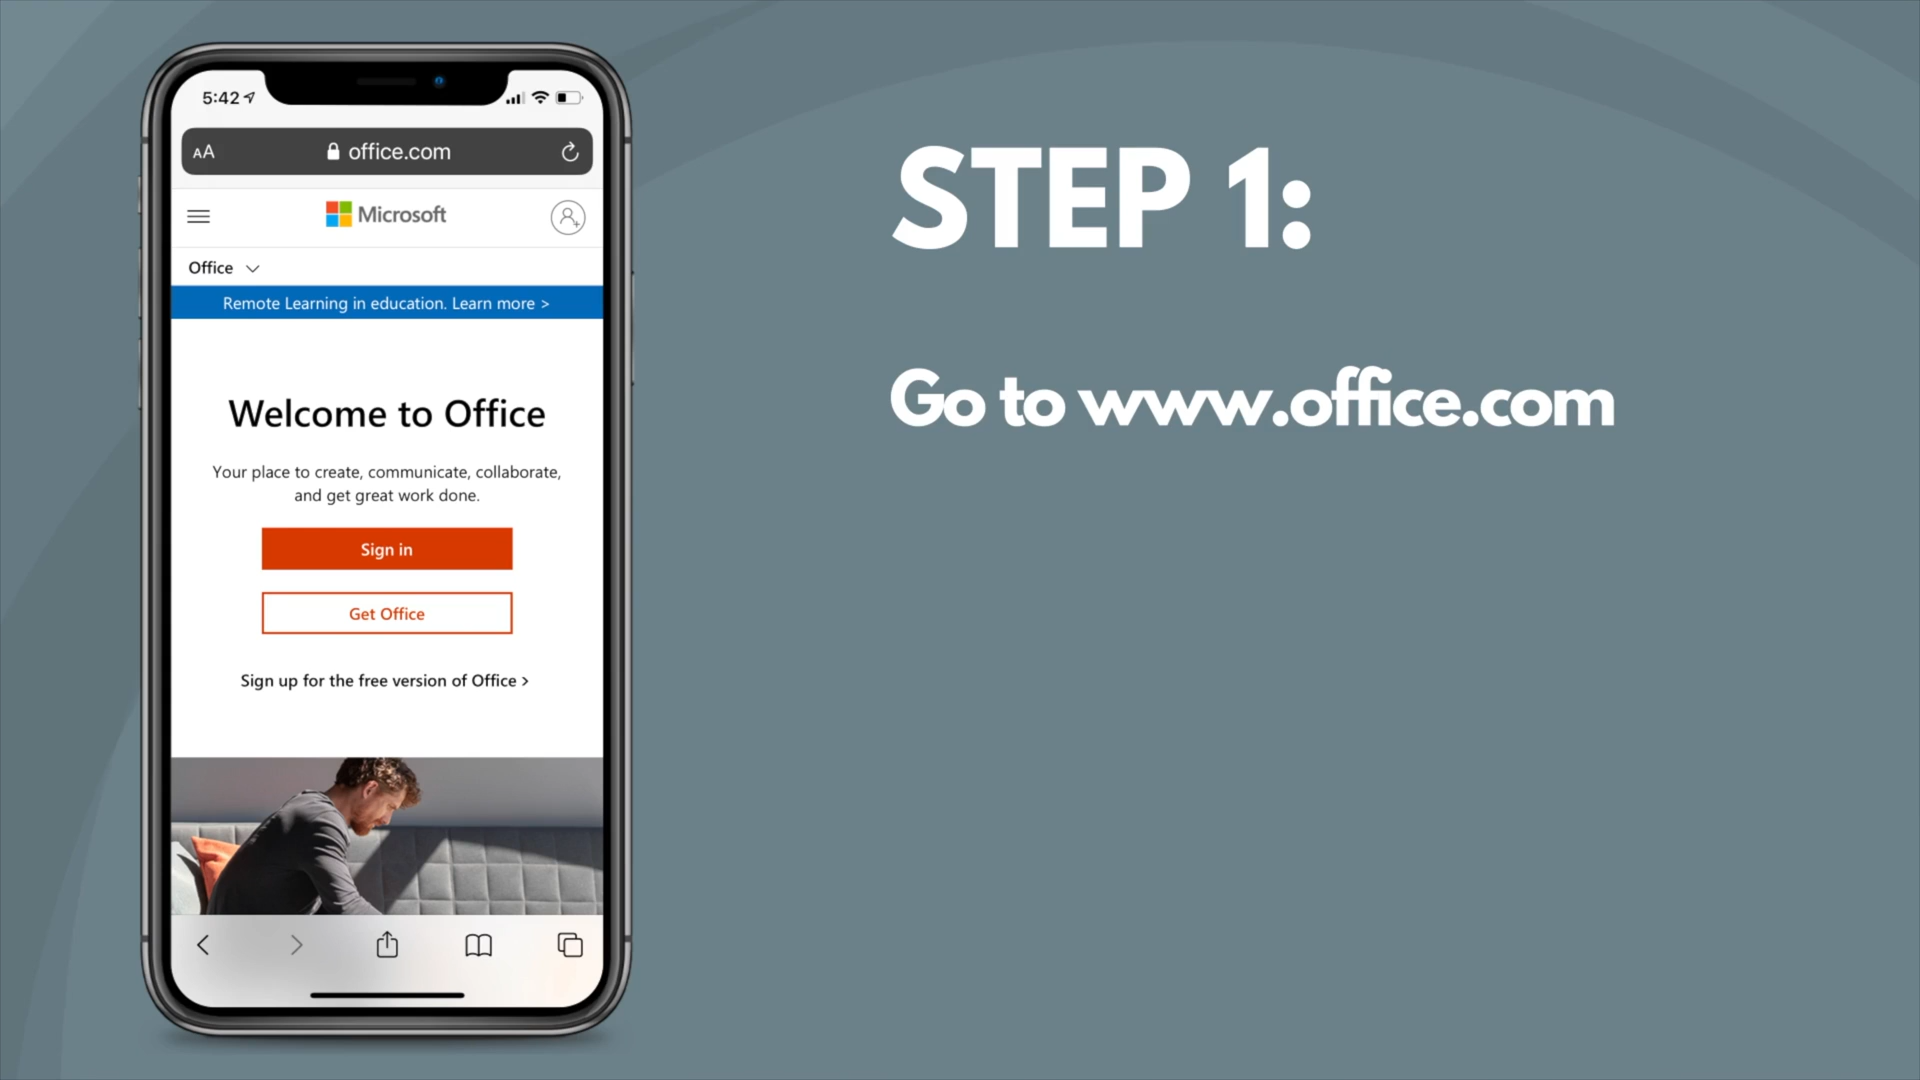 5:42
AA office.com
Microsoft
Office
Remote Learning in education. Learn more >
Welcome to Office
Your place to create, communicate, collaborate,
and get great work done.
Sign in
Get Office
Sign up for the free version of Office >
STEP 1:
Go to www.office.com